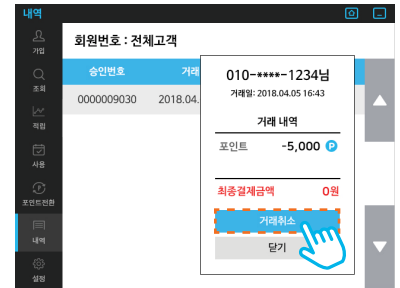 내역
가입
조회
적립
사용
포인트전환
내역
설정
회원번호 : 전체고객
승인번호 거래
0000009030 2018.04.
010-****-1234님
거래일: 2018.04.05 16:43
거래 내역
포인트 -5,000 P
최종결제금액 0원
거래취소
닫기